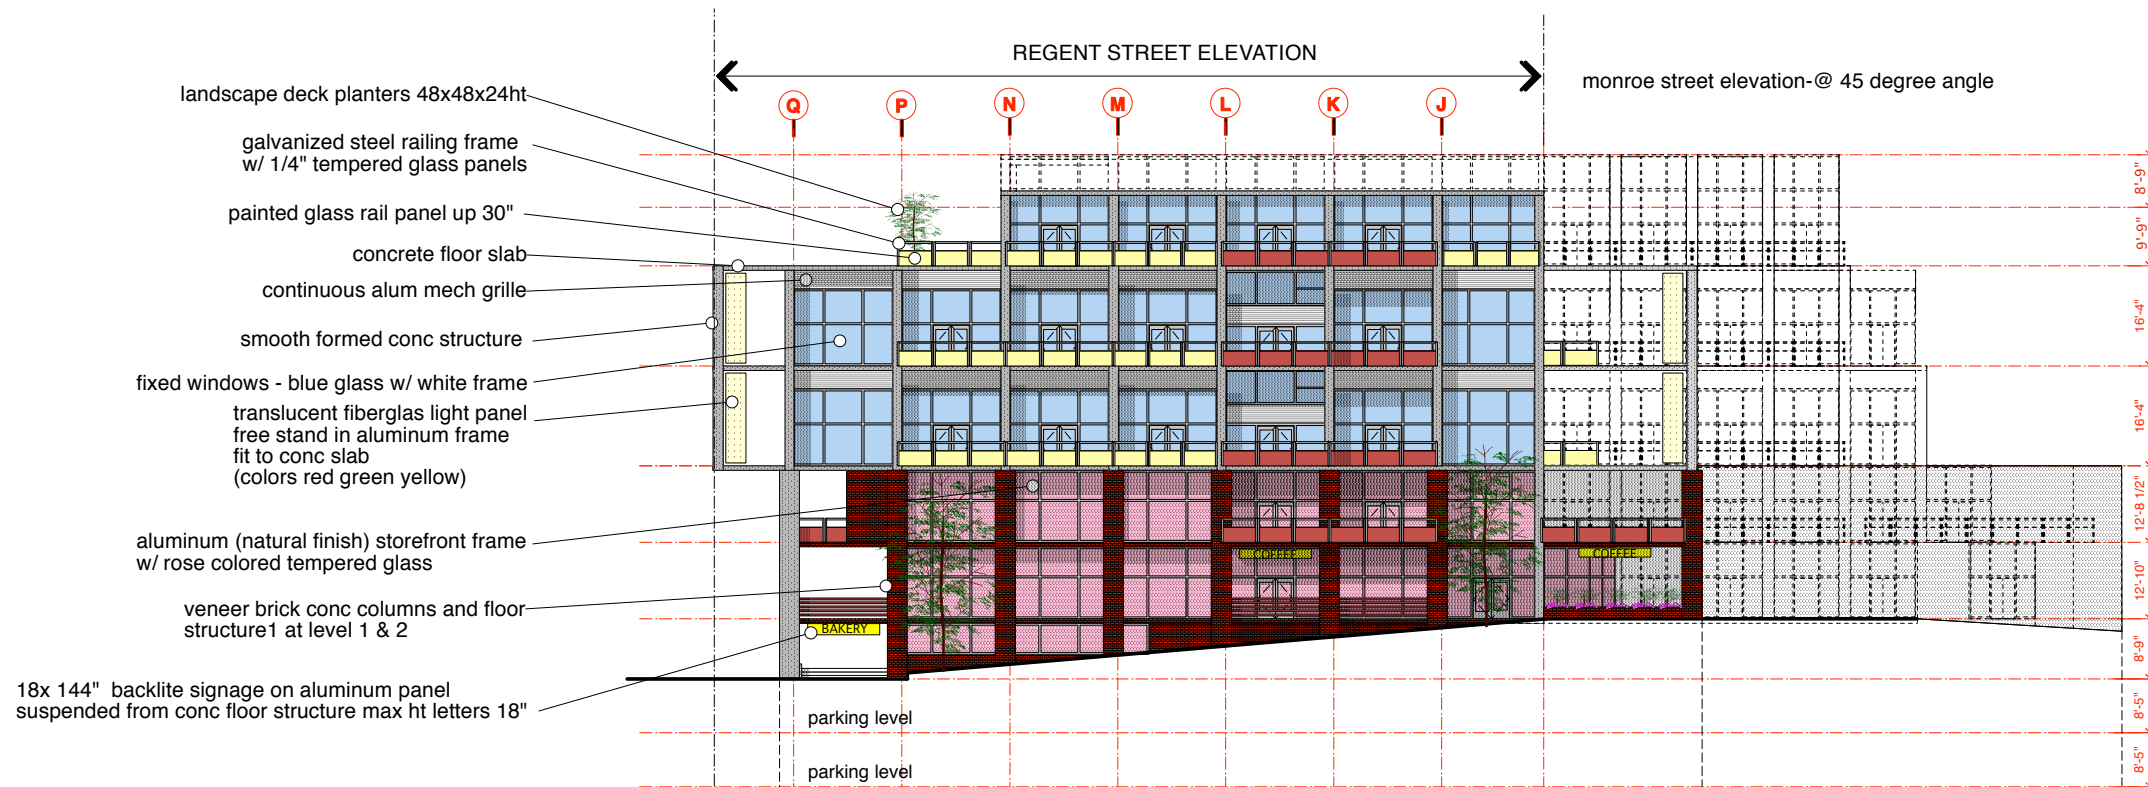 REGENT STREET ELEVATION
monroe street elevation-@ 45 degree angle
Q P N M L K J
landscape deck planters 48x48x24ht
galvanized steel railing frame
w/ 1/4" tempered glass panels
painted glass rail panel up 30"
concrete floor slab
continuous alum mech grille
smooth formed conc structure
fixed windows - blue glass w/ white frame
translucent fiberglas light panel
free stand in aluminum frame
fit to conc slab
(colors red green yellow)
aluminum (natural finish) storefront frame
w/ rose colored tempered glass
veneer brick conc columns and floor
structure1 at level 1 & 2
18x 144" backlite signage on aluminum panel
suspended from conc floor structure max ht letters 18"
COFFEE
COFFEE
BAKERY
parking level
parking level
8'-9"
9'-9"
16'-4"
16'-4"
12'-8 1/2"
12'-10"
8'-9"
8'-5"
8'-5"